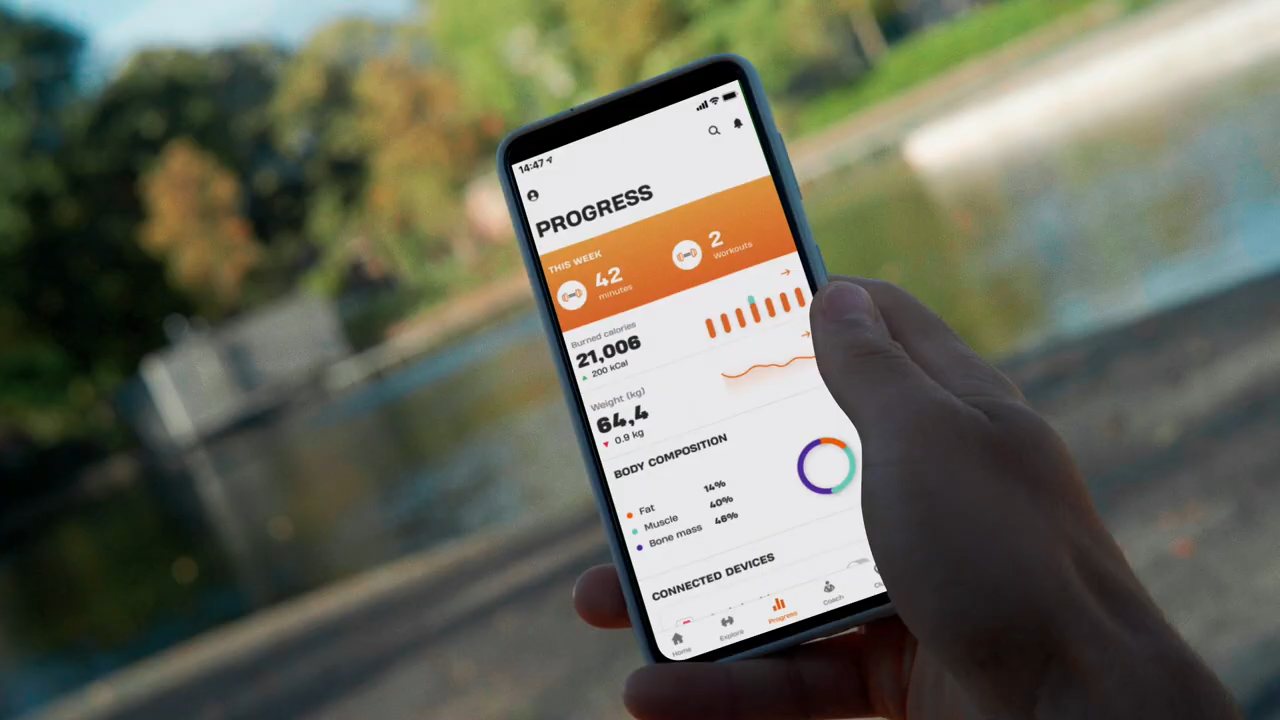 14:47
PROGRESS
THIS WEEK
42
minutes
2
Workouts
Burned calories
21,006
200 kCal
Weight (kg)
64,4
0.9 kg
BODY COMPOSITION
Fat 14%
Muscle 40%
Bone mass 46%
CONNECTED DEVICES
Home
Explore
Progress
Coach